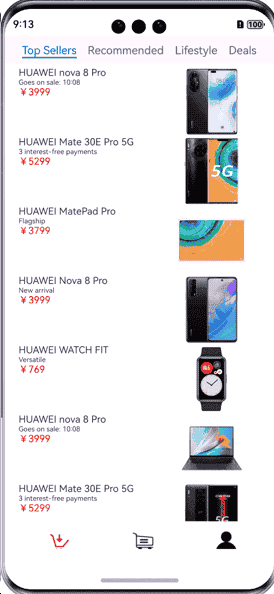 9:13
100
Top Sellers Recommended Lifestyle Deals
HUAWEI nova 8 Pro
Goes on sale: 10:08
￥3999
HUAWEI Mate 30E Pro 5G
3 interest-free payments
￥5299
5G
HUAWEI MatePad Pro
Flagship
￥3799
HUAWEI Nova 8 Pro
New arrival
￥3999
HUAWEI WATCH FIT
Versatile
￥769
HUAWEI nova 8 Pro
Goes on sale: 10:08
￥3999
HUAWEI Mate 30E Pro 5G
3 interest-free payments
￥5299
5G